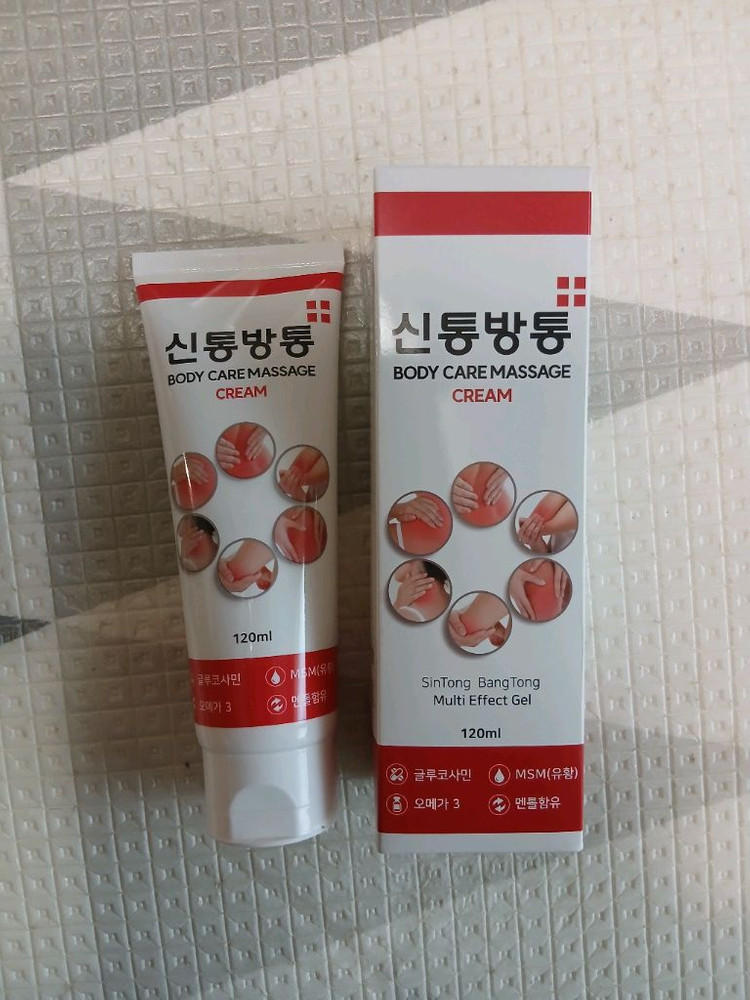 신통방통
BODY CARE MASSAGE
CREAM
120ml
글루코사민
MSM(유황)
오메가 3
멘톨함유
신통방통
BODY CARE MASSAGE
CREAM
SinTong BangTong
Multi Effect Gel
120ml
글루코사민
MSM(유황)
오메가 3
멘톨함유